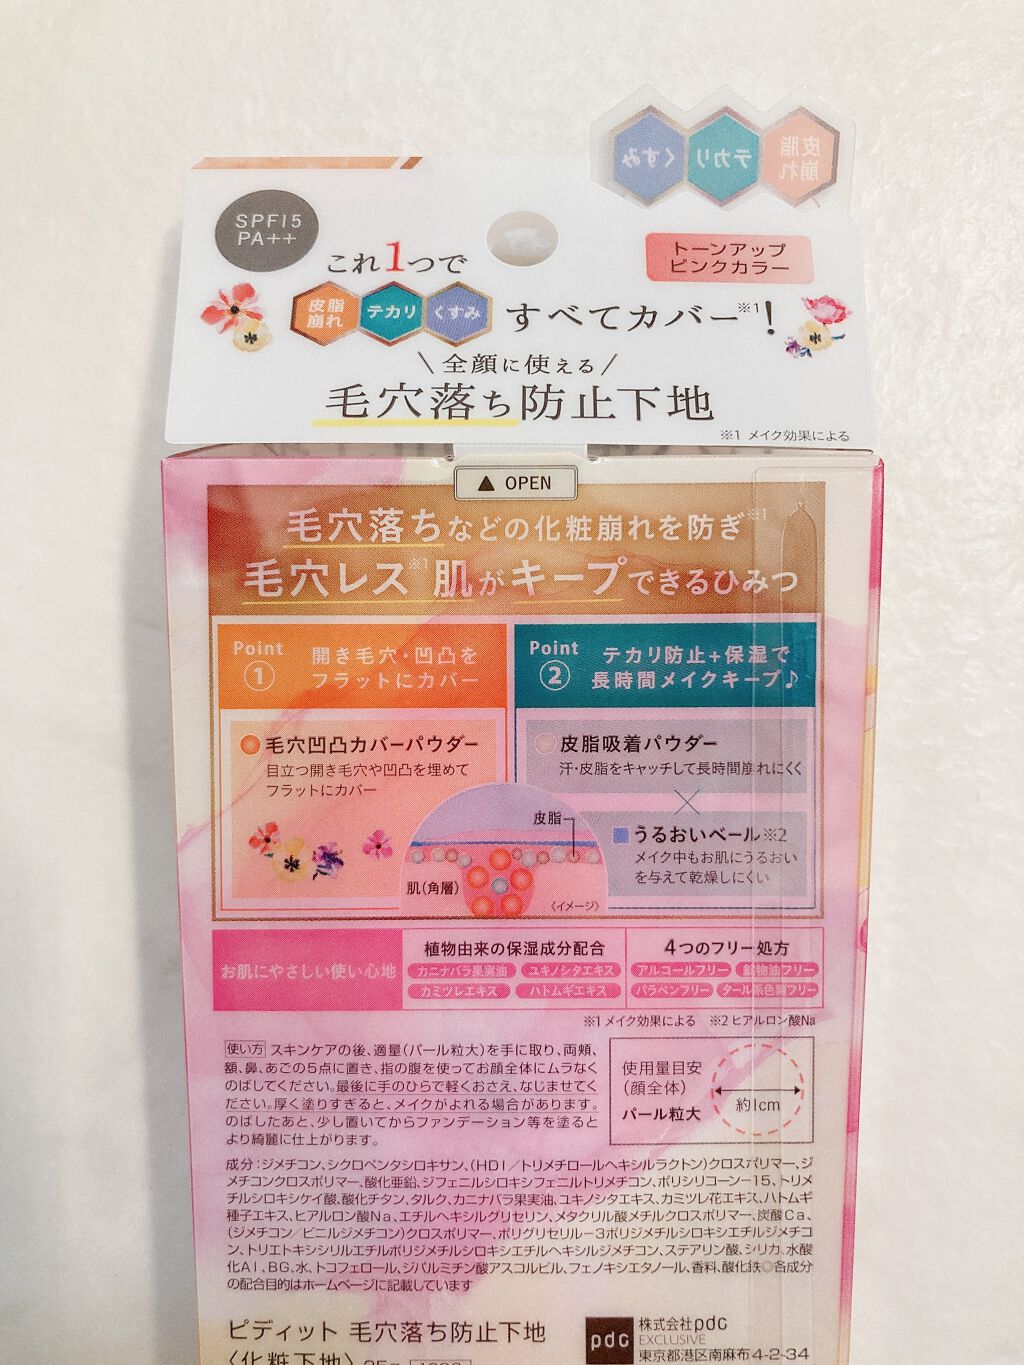 皮脂崩れ
テカリ
くすみ
SPF15
PA++
これ1つで
トーンアップ
ピンクカラー
皮脂崩れ テカリ くすみ すべてカバー※1!
\全顔に使える/
毛穴落ち防止下地
※1 メイク効果による
▲ OPEN
毛穴落ちなどの化粧崩れを防ぎ※1
毛穴レス※1肌がキープできるひみつ
Point
①
開き毛穴・凹凸を
フラットにカバー
毛穴凹凸カバーパウダー
目立つ開き毛穴や凹凸を埋めて
フラットにカバー
Point
②
テカリ防止+保湿で
長時間メイクキープ♪
皮脂吸着パウダー
汗・皮脂をキャッチして長時間崩れにくく
うるおいベール※2
メイク中もお肌にうるおい
を与えて乾燥しにくい
皮脂
肌(角層)
〈イメージ〉
お肌にやさしい使い心地
植物由来の保湿成分配合
カニナバラ果実油 ユキノシタエキス
カミツレエキス ハトムギエキス
4つのフリー処方
アルコールフリー 鉱物油フリー
パラベンフリー タール系色素フリー
※1 メイク効果による ※2 ヒアルロン酸Na
使い方 スキンケアの後、適量(パール粒大)を手に取り、両頬、
額、鼻、あごの5点に置き、指の腹を使ってお顔全体にムラなく
のばしてください。最後に手のひらで軽くおさえ、なじませてく
ださい。厚く塗りすぎると、メイクがよれる場合があります。
のばしたあと、少し置いてからファンデーション等を塗ると
より綺麗に仕上がります。
使用量目安
(顔全体)
パール粒大
約1cm
成分:ジメチコン、シクロペンタシロキサン、(HDI/トリメチロールヘキシルラクトン)クロスポリマー、ジ
メチコンクロスポリマー、酸化亜鉛、ジフェニルシロキシフェニルトリメチコン、ポリシリコーン-15、トリメ
チルシロキシケイ酸、酸化チタン、タルク、カニナバラ果実油、ユキノシタエキス、カミツレ花エキス、ハトムギ
種子エキス、ヒアルロン酸Na、エチルヘキシルグリセリン、メタクリル酸メチルクロスポリマー、炭酸Ca、
(ジメチコン/ビニルジメチコン)クロスポリマー、ポリグリセリル-3ポリジメチルシロキシエチルジメチコ
ン、トリエトキシシリルエチルポリジメチルシロキシエチルヘキシルジメチコン、ステアリン酸、シリカ、水酸
化Al、BG、水、トコフェロール、ジパルミチン酸アスコルビル、フェノキシエタノール、香料、酸化鉄◎各成分
の配合目的はホームページに記載しています
ピディット 毛穴落ち防止下地
〈化粧下地〉
pdc
株式会社pdc
EXCLUSIVE
東京都港区南麻布4-2-34